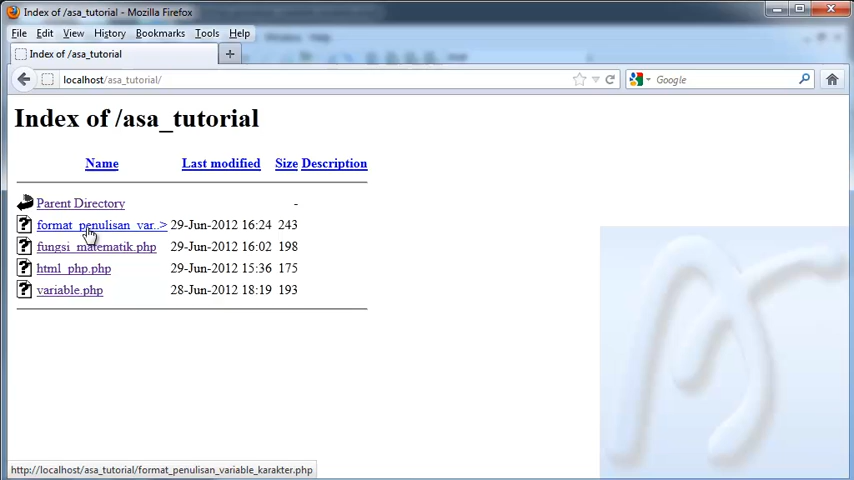 Index of /asa_tutorial - Mozilla Firefox
File Edit View History Bookmarks Tools Help
Index of /asa_tutorial
localhost/asa_tutorial/
Google
Index of /asa_tutorial
Name Last modified Size Description
Parent Directory -
format_penulisan_var..> 29-Jun-2012 16:24 243
fungsi_matematik.php 29-Jun-2012 16:02 198
html_php.php 29-Jun-2012 15:36 175
variable.php 28-Jun-2012 18:19 193
http://localhost/asa_tutorial/format_penulisan_variable_karakter.php